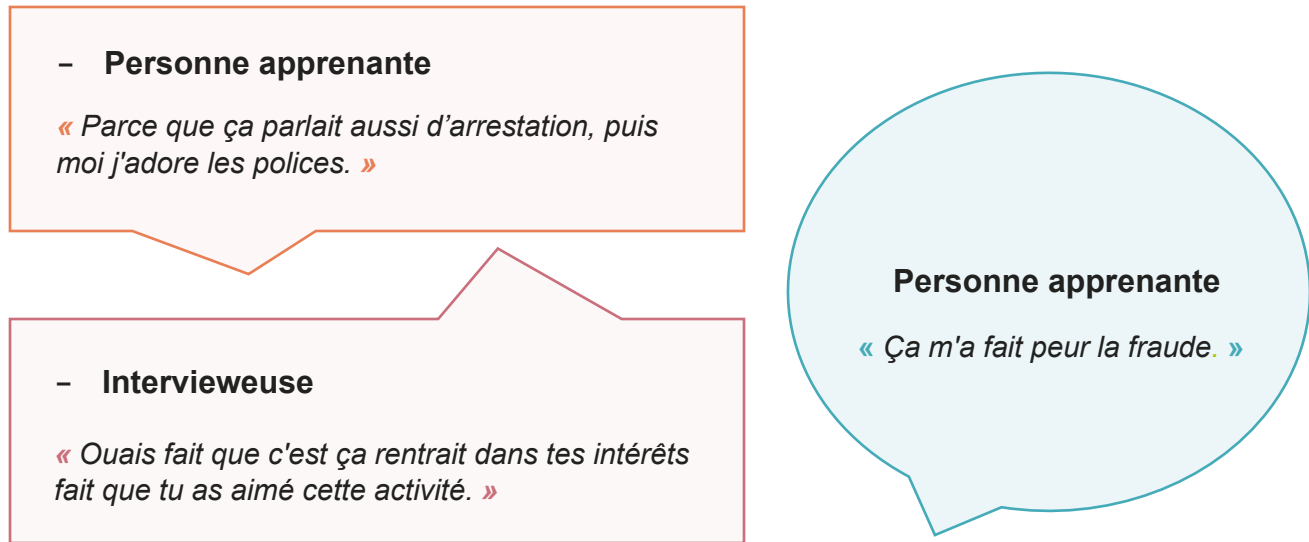 – Personne apprenante
« Parce que ça parlait aussi d’arrestation, puis
moi j'adore les polices. »
– Intervieweuse
« Ouais fait que c'est ça rentrait dans tes intérêts
fait que tu as aimé cette activité. »
Personne apprenante
« Ça m'a fait peur la fraude. »